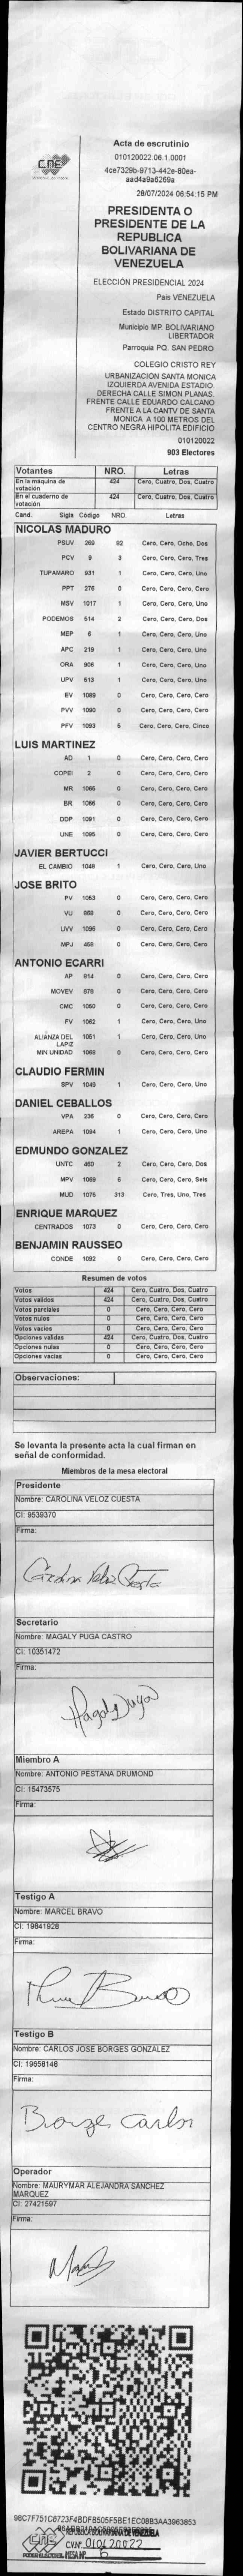 CNE
Acta de escrutinio
010120022.06.1.0001
4ce7329b-9713-442e-80ea-
aad4a9a6269a
28/07/2024 06:54:15 PM
PRESIDENTA O
PRESIDENTE DE LA
REPUBLICA
BOLIVARIANA DE
VENEZUELA
ELECCIÓN PRESIDENCIAL 2024
Pais VENEZUELA
Estado DISTRITO CAPITAL
Municipio MP. BOLIVARIANO
LIBERTADOR
Parroquia PQ. SAN PEDRO
COLEGIO CRISTO REY
URBANIZACION SANTA MONICA
IZQUIERDA AVENIDA ESTADIO.
DERECHA CALLE SIMON PLANAS.
FRENTE CALLE EDUARDO CALCANO
FRENTE A LA CANTV DE SANTA
MONICA A 100 METROS DEL
CENTRO NEGRA HIPOLITA EDIFICIO
010120022
903 Electores
Votantes NRO. Letras
En la máquina de votación 424 Cero, Cuatro, Dos, Cuatro
En el cuaderno de votación 424 Cero, Cuatro, Dos, Cuatro
Cand. Sigla Código NRO. Letras
NICOLAS MADURO
PSUV 269 92 Cero, Cero, Ocho, Dos
PCV 9 3 Cero, Cero, Cero, Tres
TUPAMARO 931 1 Cero, Cero, Cero, Uno
PPT 276 0 Cero, Cero, Cero, Cero
MSV 1017 1 Cero, Cero, Cero, Uno
PODEMOS 514 2 Cero, Cero, Cero, Dos
MEP 6 1 Cero, Cero, Cero, Uno
APC 219 1 Cero, Cero, Cero, Uno
ORA 906 1 Cero, Cero, Cero, Uno
UPV 513 1 Cero, Cero, Cero, Uno
EV 1089 0 Cero, Cero, Cero, Cero
PVV 1090 0 Cero, Cero, Cero, Cero
PFV 1093 5 Cero, Cero, Cero, Cinco
LUIS MARTINEZ
AD 1 0 Cero, Cero, Cero, Cero
COPEI 2 0 Cero, Cero, Cero, Cero
MR 1065 0 Cero, Cero, Cero, Cero
BR 1066 0 Cero, Cero, Cero, Cero
DDP 1091 0 Cero, Cero, Cero, Cero
UNE 1095 0 Cero, Cero, Cero, Cero
JAVIER BERTUCCI
EL CAMBIO 1048 1 Cero, Cero, Cero, Uno
JOSE BRITO
PV 1053 0 Cero, Cero, Cero, Cero
VU 868 0 Cero, Cero, Cero, Cero
UVV 1096 0 Cero, Cero, Cero, Cero
MPJ 458 0 Cero, Cero, Cero, Cero
ANTONIO ECARRI
AP 914 0 Cero, Cero, Cero, Cero
MOVEV 878 0 Cero, Cero, Cero, Cero
CMC 1050 0 Cero, Cero, Cero, Cero
FV 1062 1 Cero, Cero, Cero, Uno
ALIANZA DEL LAPIZ 1051 1 Cero, Cero, Cero, Uno
MIN UNIDAD 1069 0 Cero, Cero, Cero, Cero
CLAUDIO FERMIN
SPV 1049 1 Cero, Cero, Cero, Uno
DANIEL CEBALLOS
VPA 236 0 Cero, Cero, Cero, Cero
AREPA 1094 1 Cero, Cero, Cero, Uno
EDMUNDO GONZALEZ
UNTC 460 2 Cero, Cero, Cero, Dos
MPV 1069 6 Cero, Cero, Cero, Seis
MUD 1076 313 Cero, Tres, Uno, Tres
ENRIQUE MARQUEZ
CENTRADOS 1073 0 Cero, Cero, Cero, Cero
BENJAMIN RAUSSEO
CONDE 1092 0 Cero, Cero, Cero, Cero
Resumen de votos
Votos 424 Cero, Cuatro, Dos, Cuatro
Votos validos 424 Cero, Cuatro, Dos, Cuatro
Votos parciales 0 Cero, Cero, Cero, Cero
Votos nulos 0 Cero, Cero, Cero, Cero
Votos vacios 0 Cero, Cero, Cero, Cero
Opciones validas 424 Cero, Cuatro, Dos, Cuatro
Opciones nulas 0 Cero, Cero, Cero, Cero
Opciones vacias 0 Cero, Cero, Cero, Cero
Observaciones:
Se levanta la presente acta la cual firman en
señal de conformidad.
Miembros de la mesa electoral
Presidente
Nombre: CAROLINA VELOZ CUESTA
CI: 9539370
Firma:
Secretario
Nombre: MAGALY PUGA CASTRO
CI: 10351472
Firma:
Miembro A
Nombre: ANTONIO PESTANA DRUMOND
CI: 15473575
Firma:
Testigo A
Nombre: MARCEL BRAVO
CI: 19841928
Firma:
Testigo B
Nombre: CARLOS JOSE BORGES GONZALEZ
CI: 19658148
Firma:
Borges Carlos
Operador
Nombre: MAURYMAR ALEJANDRA SANCHEZ
MARQUEZ
CI: 27421597
Firma:
98C7F751C8723F4BDFB505F5BE1EC08B3AA3963853
REPÚBLICA BOLIVARIANA DE VENEZUELA
CNE
C.V.Nº 010120022
PODER ELECTORAL MESA Nº 6